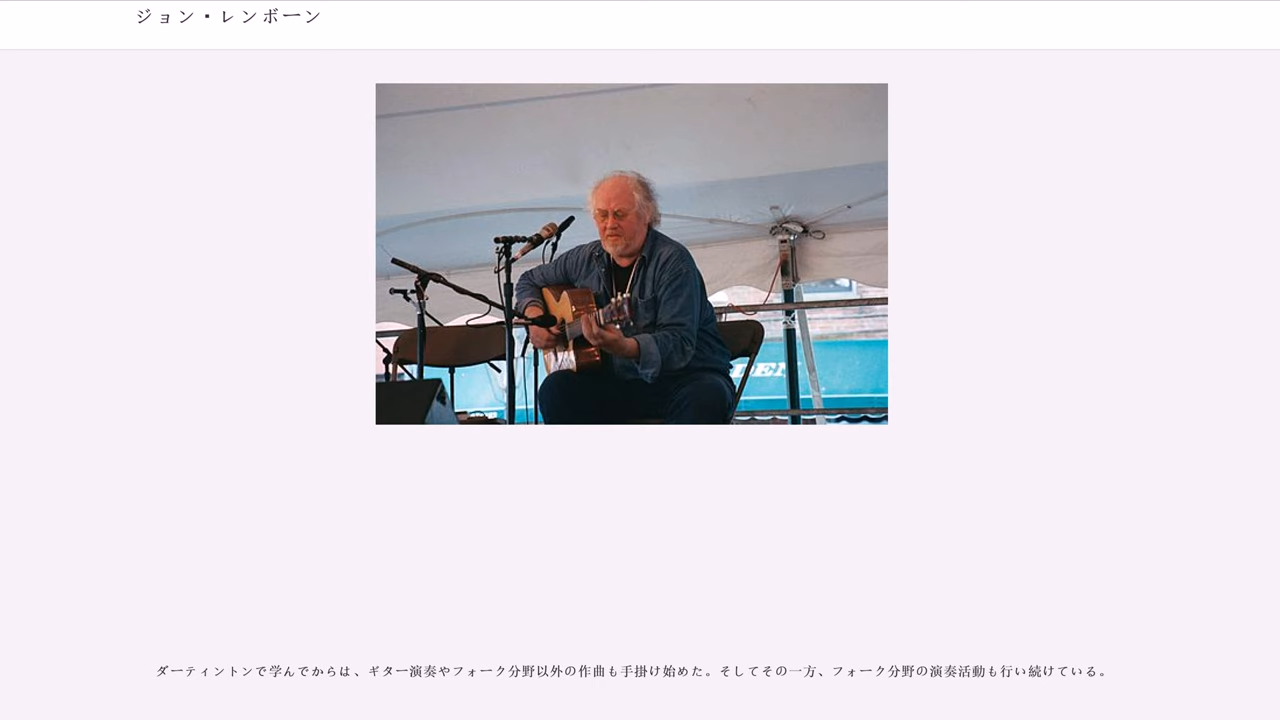 ジョン・レンボーン
ダーティントンで学んでからは、ギター演奏やフォーク分野以外の作曲も手掛け始めた。そしてその一方、フォーク分野の演奏活動も行い続けている。